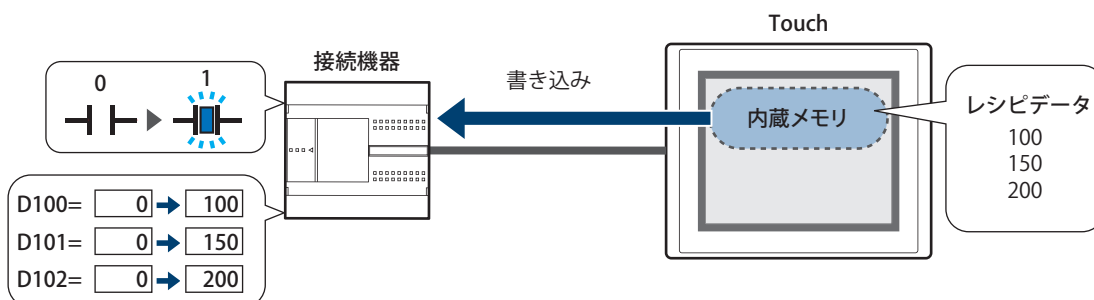 Touch
接続機器
0 1
書き込み
内蔵メモリ
レシピデータ
100
150
200
D100= 0 100
D101= 0 150
D102= 0 200